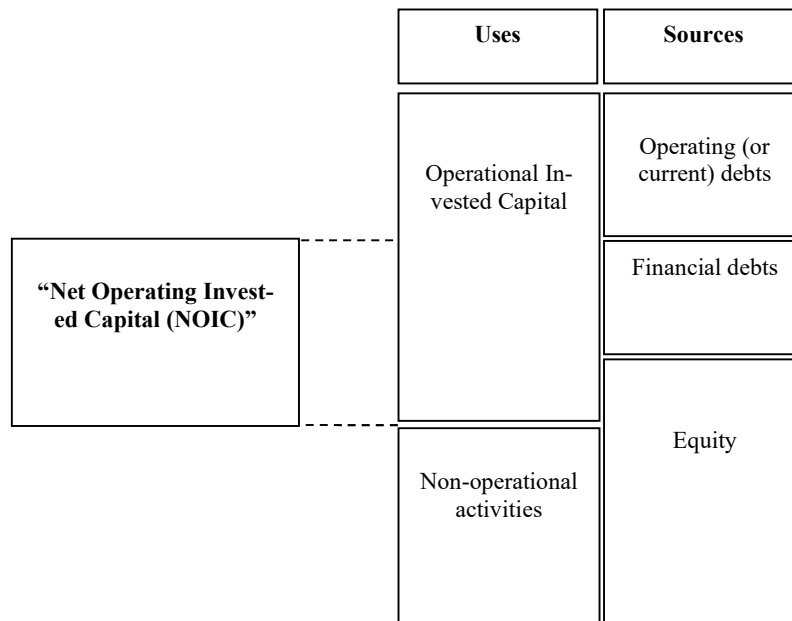 Uses
Sources
Operational In-
vested Capital
Operating (or
current) debts
Financial debts
“Net Operating Invest-
ed Capital (NOIC)”
Equity
Non-operational
activities